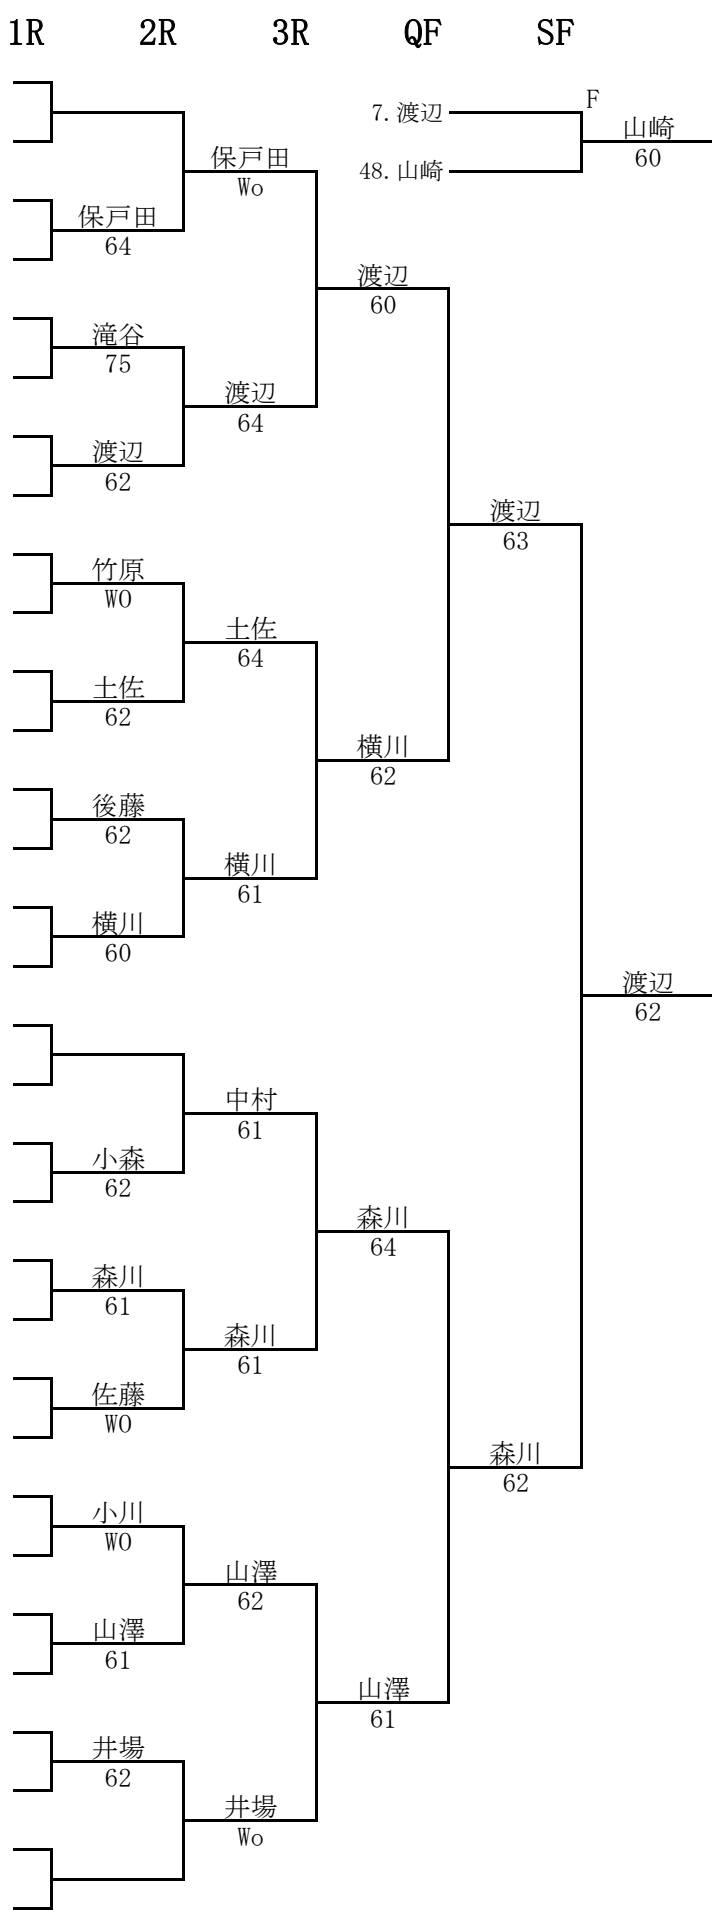 1R 2R 3R QF SF
F
7. 渡辺
山崎
60
48. 山崎
保戸田
Wo
保戸田
64
渡辺
60
滝谷
75
渡辺
64
渡辺
62
渡辺
63
竹原
WO
土佐
64
土佐
62
横川
62
後藤
62
横川
61
横川
60
渡辺
62
中村
61
小森
62
森川
64
森川
61
森川
61
佐藤
WO
森川
62
小川
WO
山澤
62
山澤
61
山澤
61
井場
62
井場
Wo